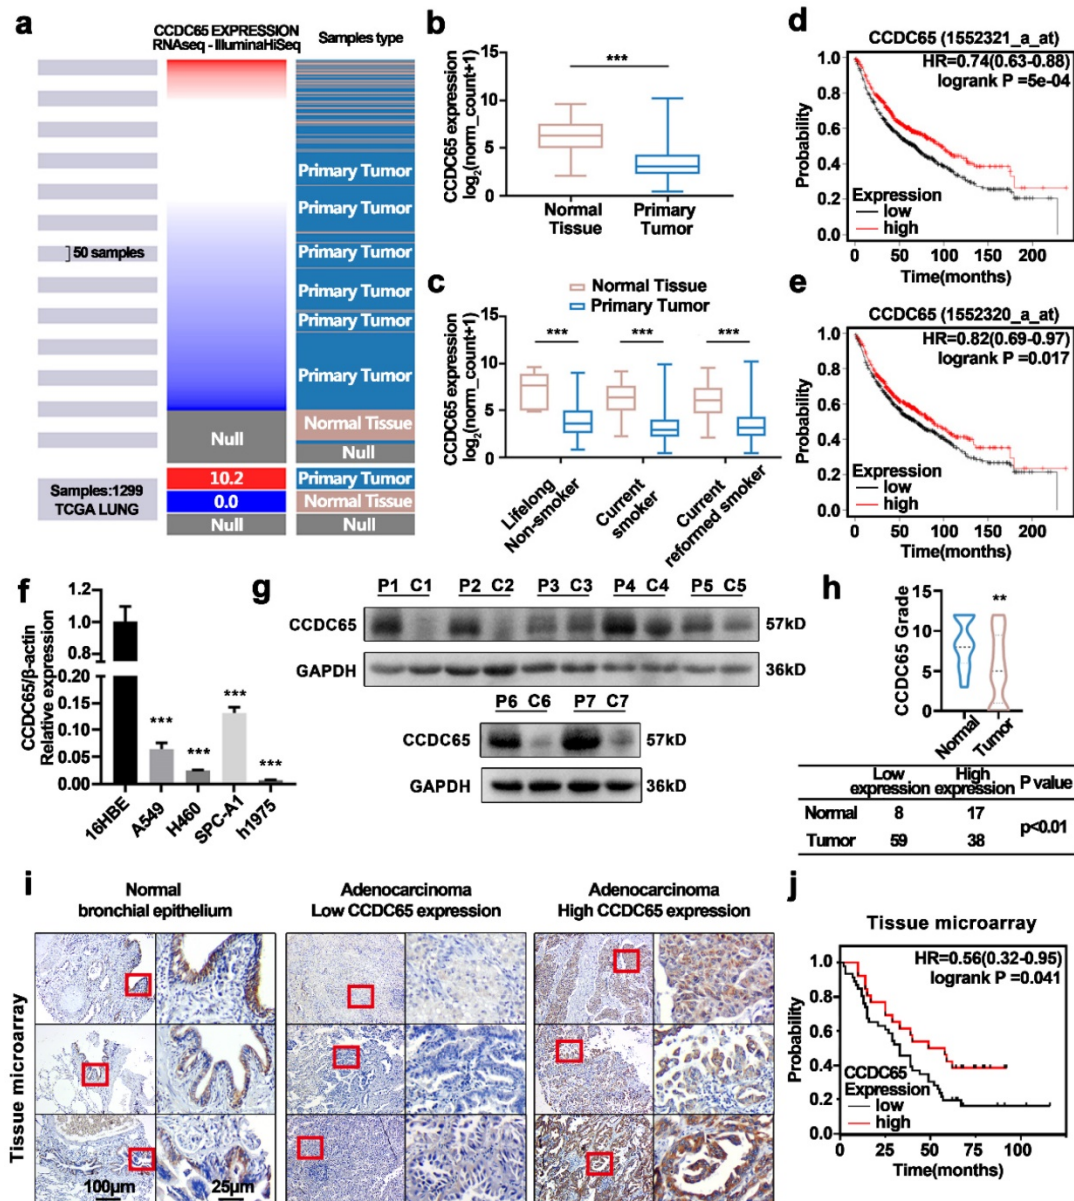 a
CCDC65 EXPRESSION
RNAseq - IlluminaHiSeq
Samples type
Primary Tumor
Primary Tumor
50 samples
Primary Tumor
Primary Tumor
Primary Tumor
Primary Tumor
Null
Normal Tissue
Null
Samples:1299
TCGA LUNG
10.2
Primary Tumor
0.0
Normal Tissue
Null
Null
b
CCDC65 expression
log2(norm_count+1)
15
10
5
0
***
Normal
Tissue
Primary
Tumor
c
Normal Tissue
Primary Tumor
CCDC65 expression
log2(norm_count+1)
15
10
5
0
***
***
***
Lifelong
Non-smoker
Current
smoker
Current
reformed smoker
d
CCDC65 (1552321_a_at)
HR=0.74(0.63-0.88)
logrank P =5e-04
Probability
1.0
0.8
0.6
0.4
0.2
0.0
Expression
low
high
0 50 100 150 200
Time(months)
e
CCDC65 (1552320_a_at)
HR=0.82(0.69-0.97)
logrank P =0.017
Probability
1.0
0.8
0.6
0.4
0.2
0.0
Expression
low
high
0 50 100 150 200
Time(months)
f
CCDC65/β-actin
Relative expression
1.2
1.0
0.8
0.20
0.15
0.10
0.05
0.00
***
***
***
***
16HBE
A549
H460
SPC-A1
h1975
g
P1 C1 P2 C2 P3 C3 P4 C4 P5 C5
CCDC65
57kD
GAPDH
36kD
P6 C6 P7 C7
CCDC65
57kD
GAPDH
36kD
h
CCDC65 Grade
15
10
5
0
**
Normal
Tumor
Low expression High expression P value
Normal 8 17
p<0.01
Tumor 59 38
i
Normal
bronchial epithelium
Adenocarcinoma
Low CCDC65 expression
Adenocarcinoma
High CCDC65 expression
Tissue microarray
100μm
25μm
j
Tissue microarray
HR=0.56(0.32-0.95)
logrank P =0.041
Probability
1.0
0.8
0.6
0.4
0.2
0.0
CCDC65
Expression
low
high
0 25 50 75 100
Time(months)